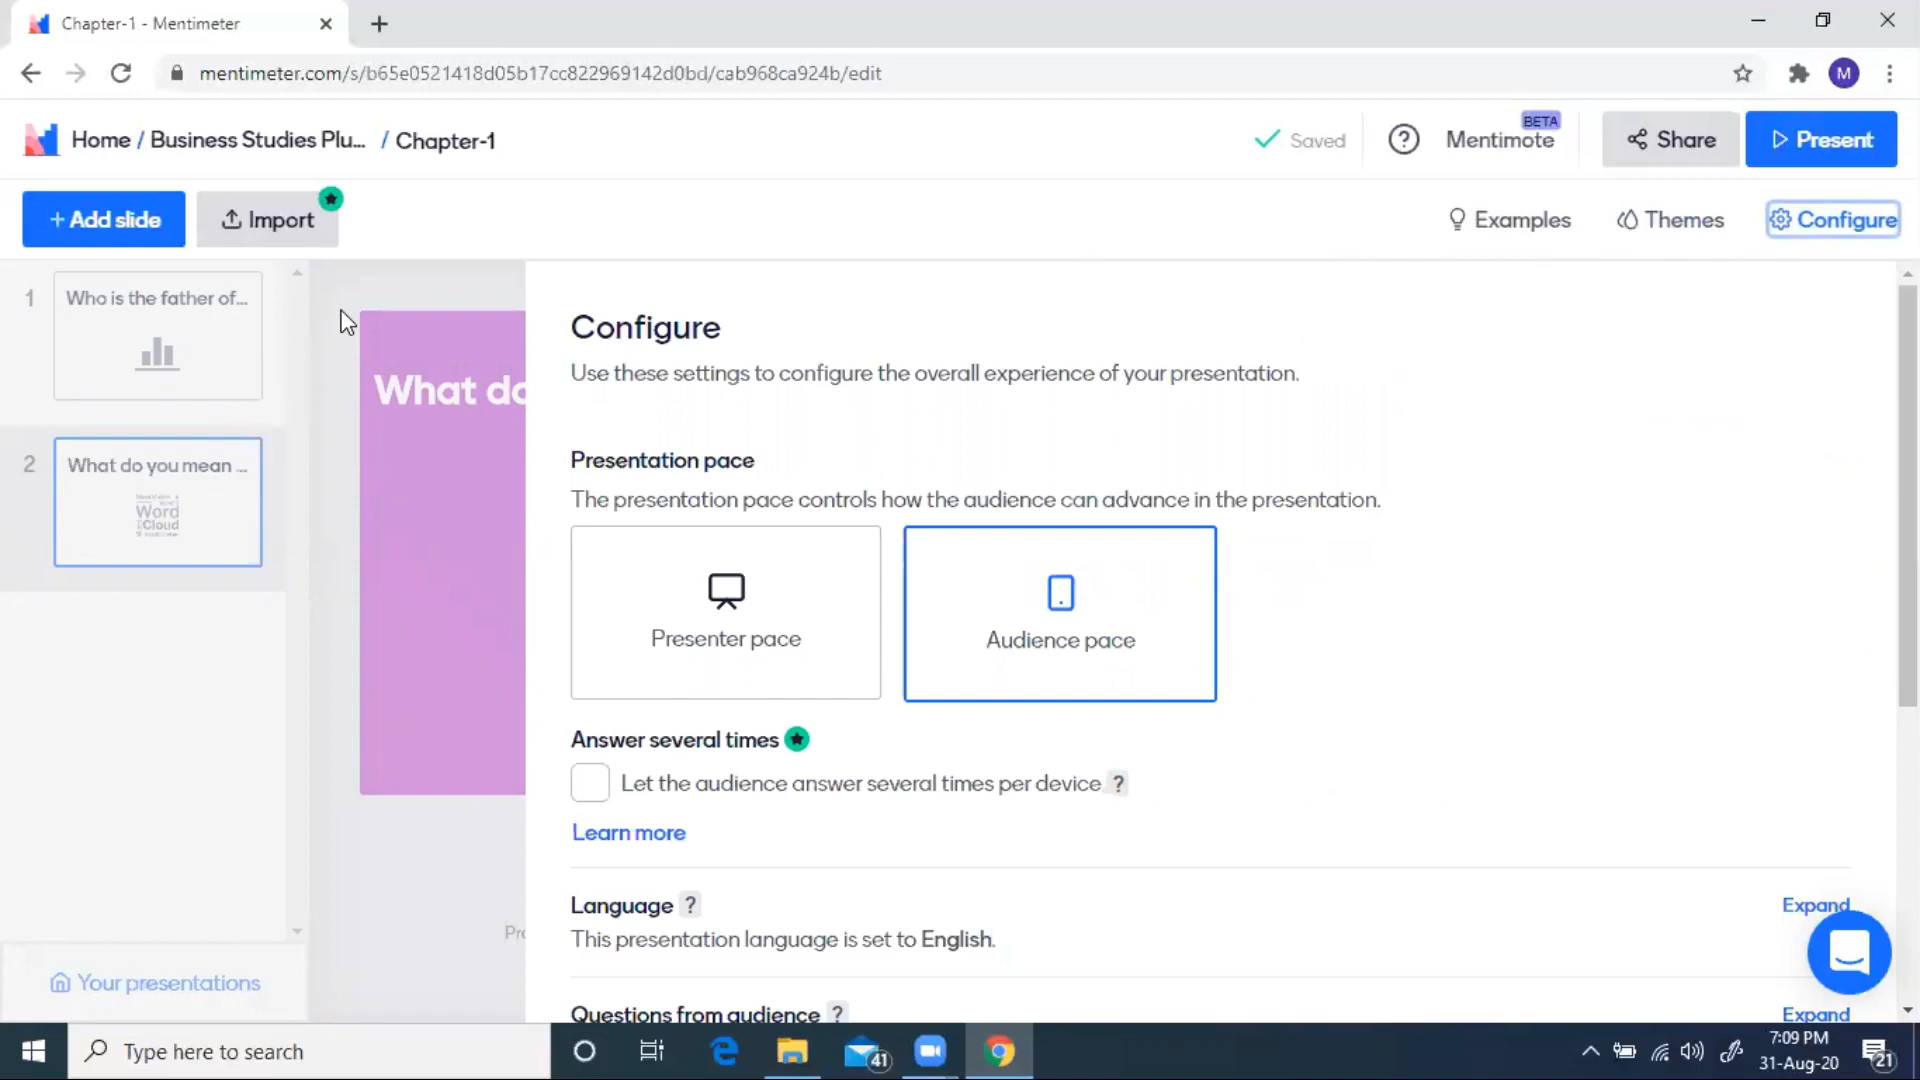 Chapter-1 - Mentimeter
mentimeter.com/s/b65e0521418d05b17cc822969142d0bd/cab968ca924b/edit
M
Home / Business Studies Plu... / Chapter-1
Saved
? Mentimote
BETA
Share
Present
+ Add slide
Import
Examples
Themes
Configure
1
Who is the father of...
2
What do you mean ...
Word
Cloud
What do
Pro
Your presentations
Configure
Use these settings to configure the overall experience of your presentation.
Presentation pace
The presentation pace controls how the audience can advance in the presentation.
Presenter pace
Audience pace
Answer several times
Let the audience answer several times per device ?
Learn more
Language ?
Expand
This presentation language is set to English.
Questions from audience ?
Expand
Type here to search
41
7:09 PM
31-Aug-20
21